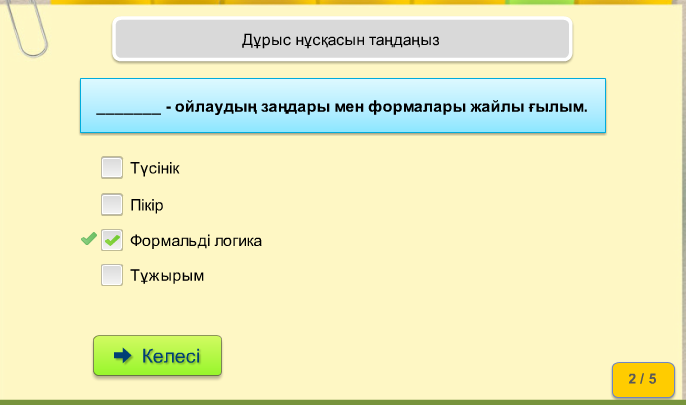 Дұрыс нұсқасын таңдаңыз
_______ - ойлаудың заңдары мен формалары жайлы ғылым.
Түсінік
Пікір
Формальді логика
Тұжырым
Келесі
2 / 5